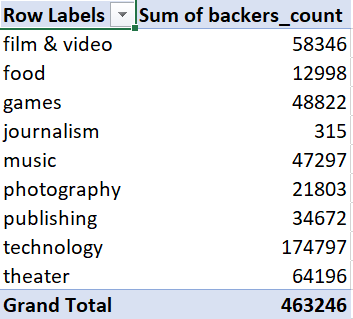 Row Labels Sum of backers_count
film & video 58346
food 12998
games 48822
journalism 315
music 47297
photography 21803
publishing 34672
technology 174797
theater 64196
Grand Total 463246